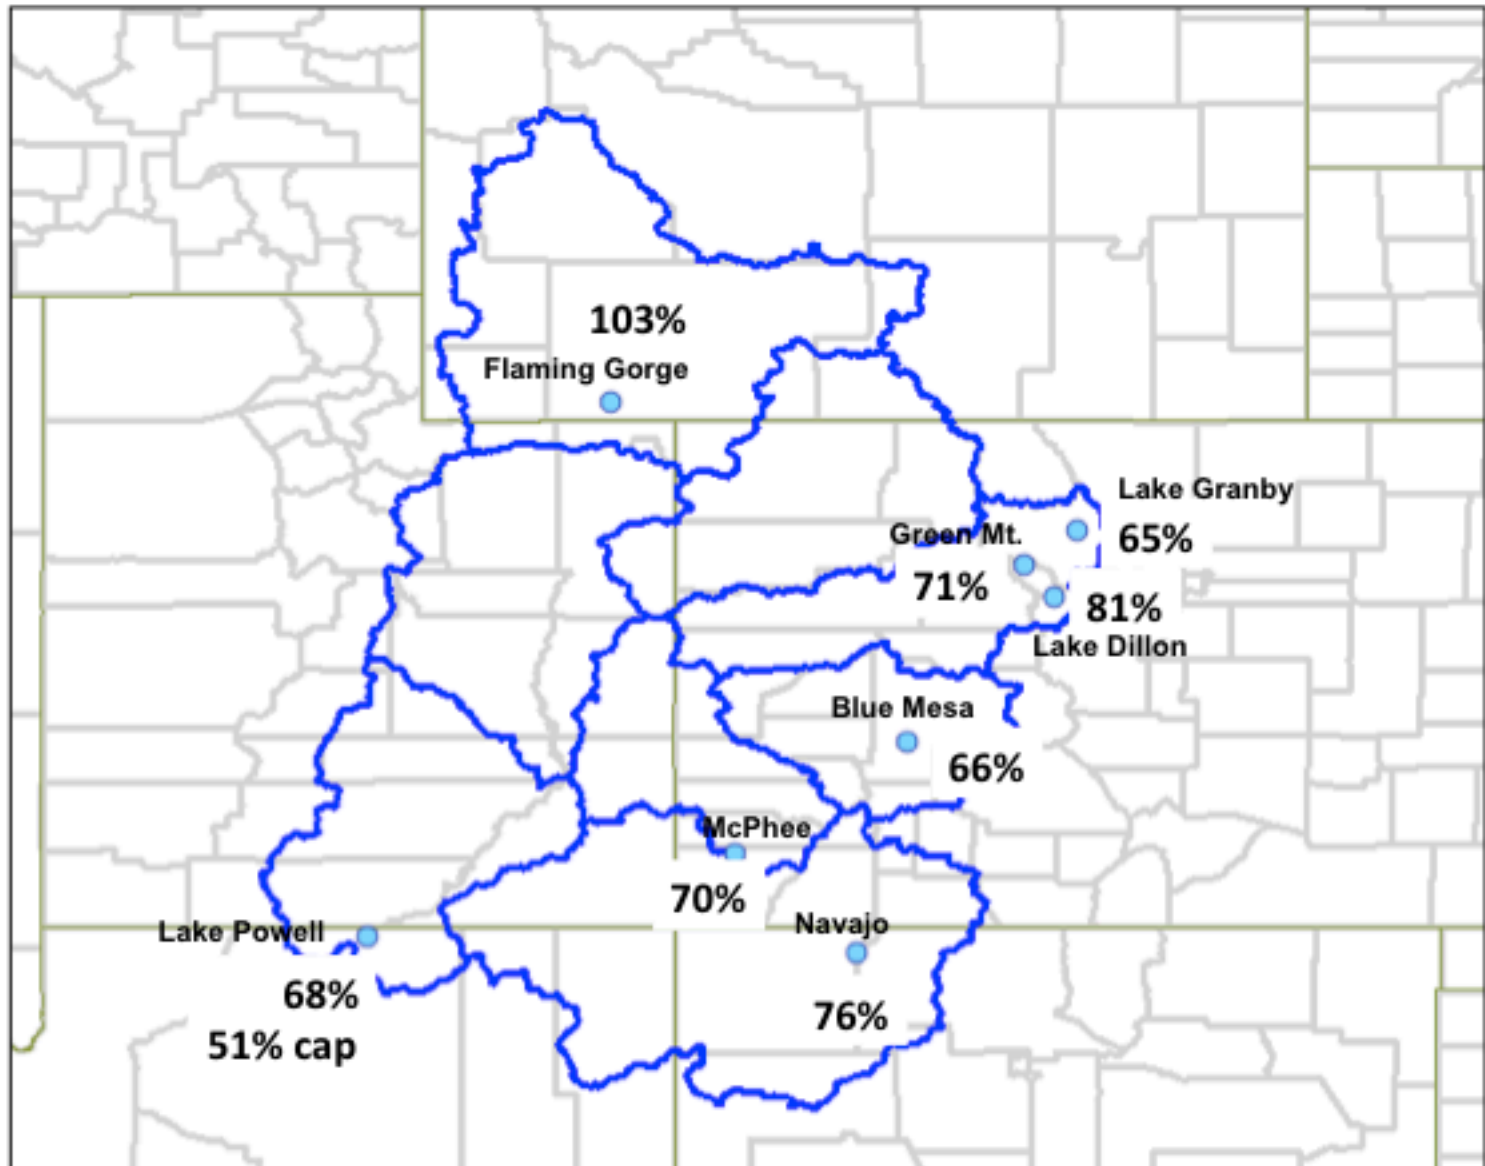 103%
Flaming Gorge
Lake Granby
65%
Green Mt.
71%
81%
Lake Dillon
Blue Mesa
66%
McPhee
70%
Navajo
76%
Lake Powell
68%
51% cap